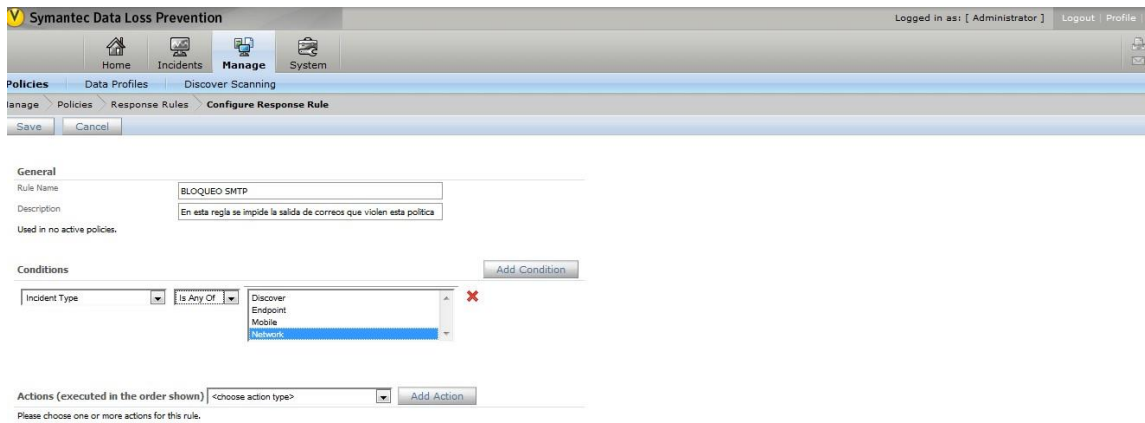 Symantec Data Loss Prevention
Logged in as: [ Administrator ] Logout | Profile |
Home Incidents Manage System
Policies Data Profiles Discover Scanning
Manage Policies Response Rules Configure Response Rule
Save Cancel
General
Rule Name BLOQUEO SMTP
Description En esta regla se impide la salida de correos que violen esta política
Used in no active policies.
Conditions Add Condition
Incident Type Is Any Of Discover
Endpoint
Mobile
Network
Actions (executed in the order shown) <choose action type> Add Action
Please choose one or more actions for this rule.